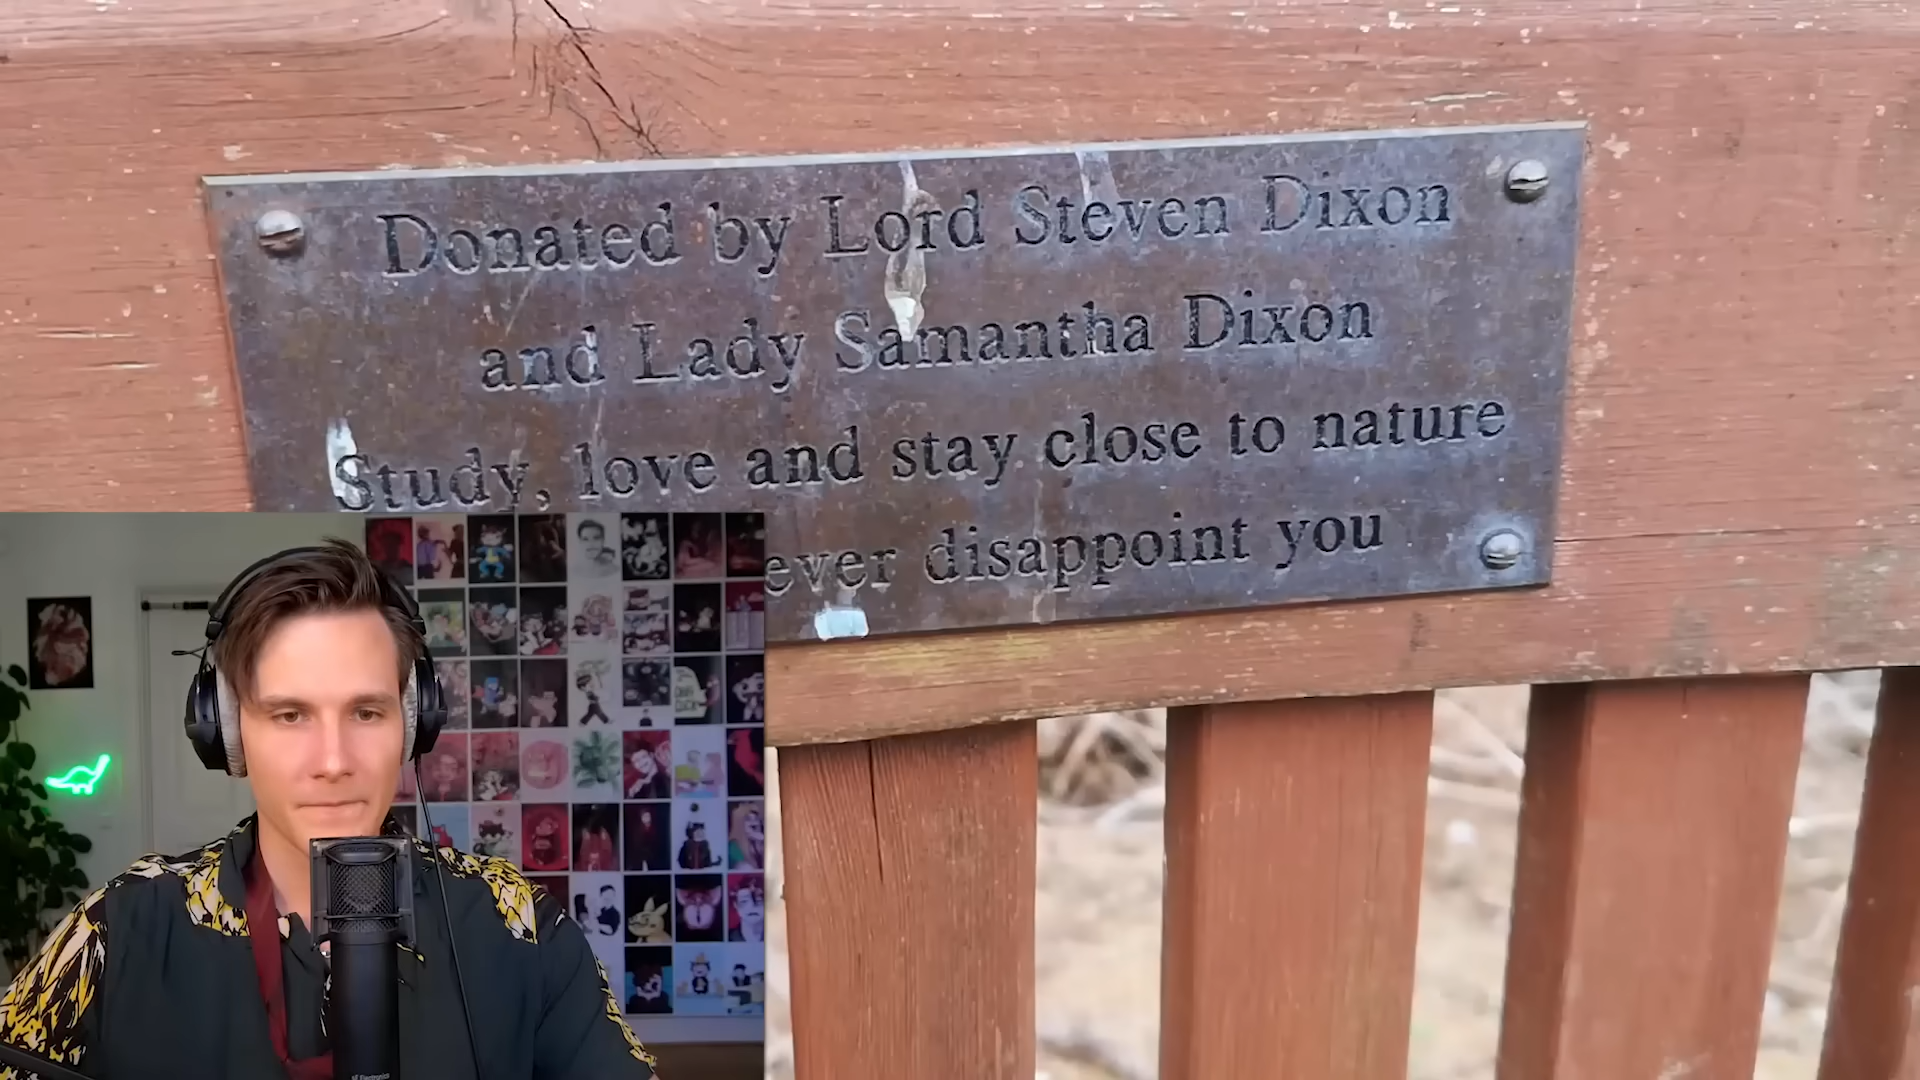 Donated by Lord Steven Dixon
and Lady Samantha Dixon
Study, love and stay close to nature
ever disappoint you